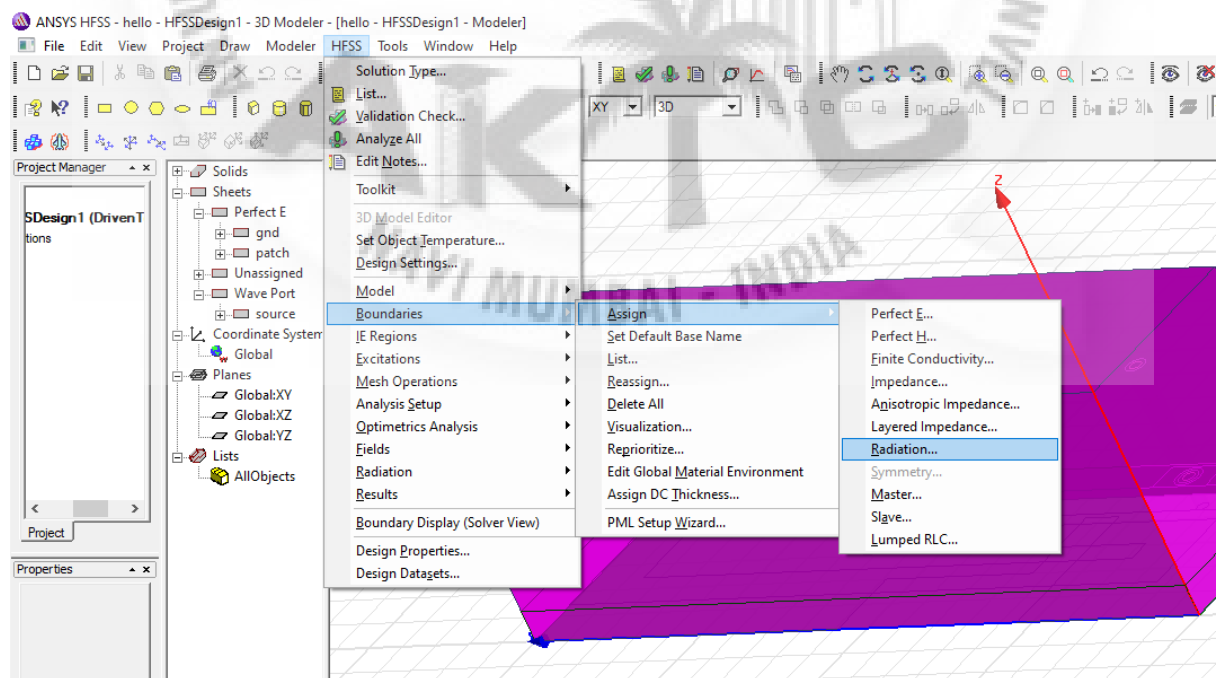 ANSYS HFSS - hello - HFSSDesign1 - 3D Modeler - [hello - HFSSDesign1 - Modeler]
File Edit View Project Draw Modeler HFSS Tools Window Help
XY 3D
Project Manager
SDesign1 (DrivenT
tions
Project
Properties
Solids
Sheets
Perfect E
gnd
patch
Unassigned
Wave Port
source
Coordinate System
Global
Planes
Global:XY
Global:XZ
Global:YZ
Lists
AllObjects
Solution Type...
List...
Validation Check...
Analyze All
Edit Notes...
Toolkit
3D Model Editor
Set Object Temperature...
Design Settings...
Model
Boundaries
IE Regions
Excitations
Mesh Operations
Analysis Setup
Optimetrics Analysis
Fields
Radiation
Results
Boundary Display (Solver View)
Design Properties...
Design Datasets...
Assign
Set Default Base Name
List...
Reassign...
Delete All
Visualization...
Reprioritize...
Edit Global Material Environment
Assign DC Thickness...
PML Setup Wizard...
Perfect E...
Perfect H...
Finite Conductivity...
Impedance...
Anisotropic Impedance...
Layered Impedance...
Radiation...
Symmetry...
Master...
Slave...
Lumped RLC...
Z
NAVI MUMBAI - INDIA